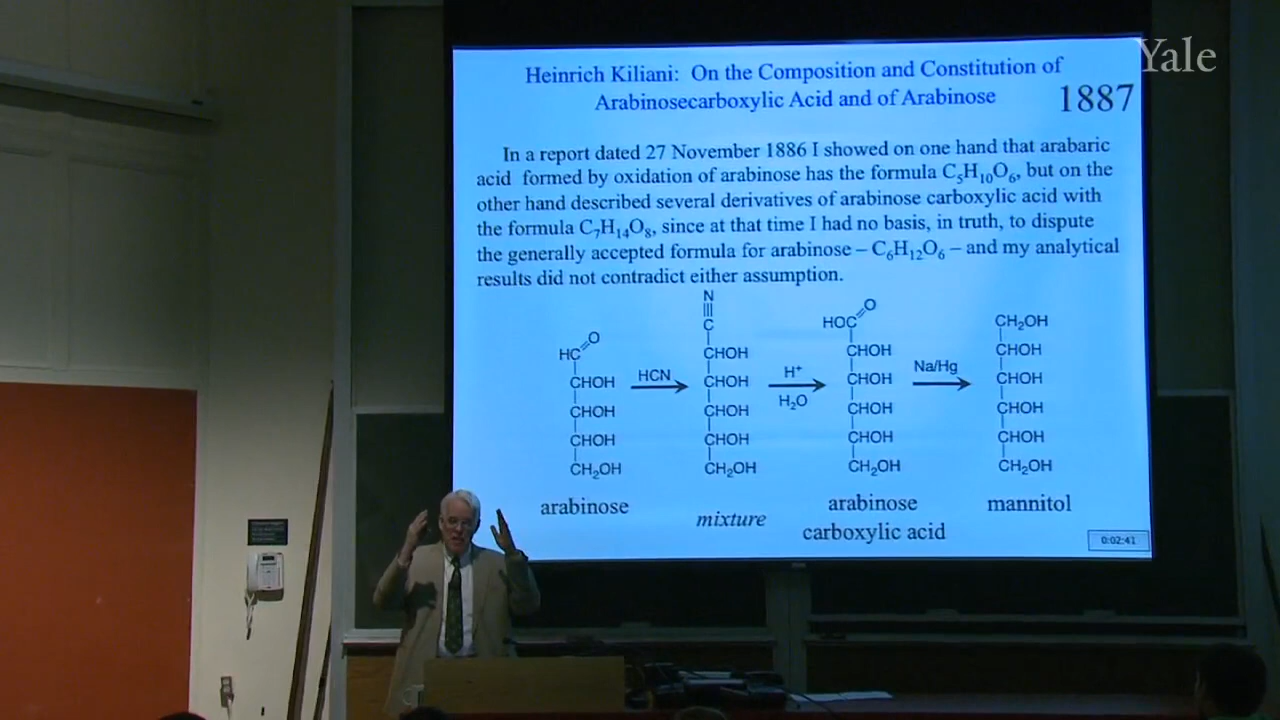 Yale
Heinrich Kiliani: On the Composition and Constitution of
Arabinosecarboxylic Acid and of Arabinose
1887
In a report dated 27 November 1886 I showed on one hand that arabaric
acid formed by oxidation of arabinose has the formula C₅H₁₀O₆, but on the
other hand described several derivatives of arabinose carboxylic acid with
the formula C₇H₁₄O₈, since at that time I had no basis, in truth, to dispute
the generally accepted formula for arabinose – C₆H₁₂O₆ – and my analytical
results did not contradict either assumption.
HC=O
CHOH
CHOH
CHOH
CH₂OH
arabinose
HCN
N
C
CHOH
CHOH
CHOH
CHOH
CH₂OH
mixture
H⁺
H₂O
HOC=O
CHOH
CHOH
CHOH
CHOH
CH₂OH
arabinose
carboxylic acid
Na/Hg
CH₂OH
CHOH
CHOH
CHOH
CHOH
CH₂OH
mannitol
0:02:41